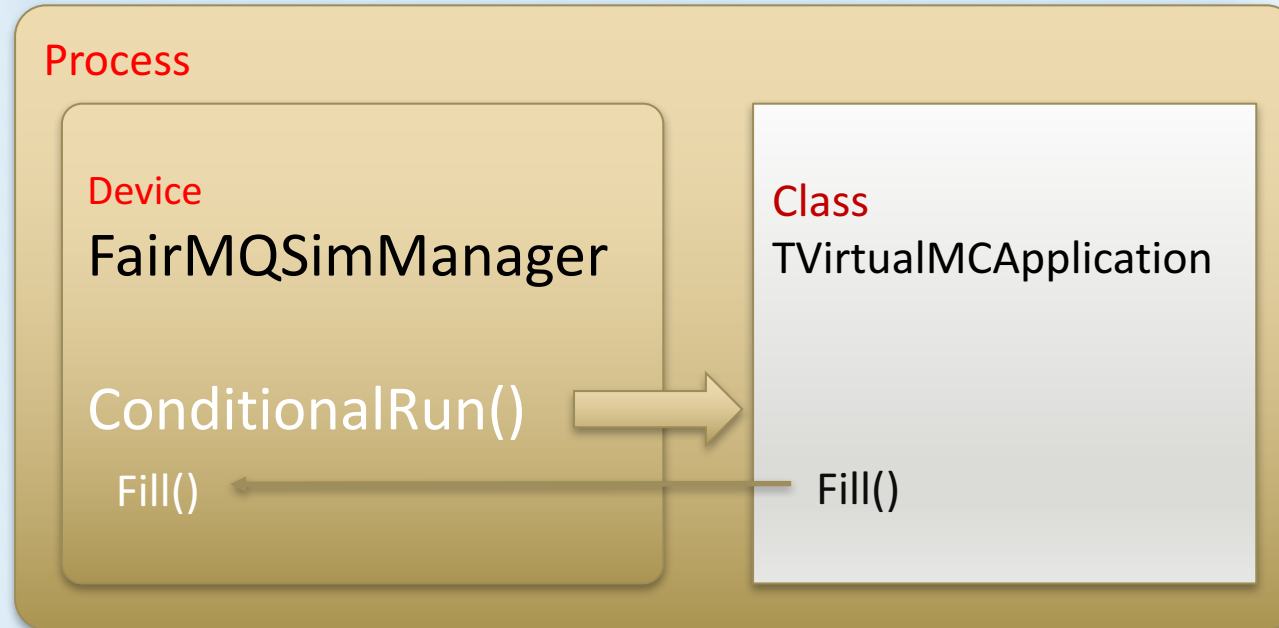 Process
Device
FairMQSimManager
ConditionalRun()
Fill()
Class
TVirtualMCApplication
Fill()